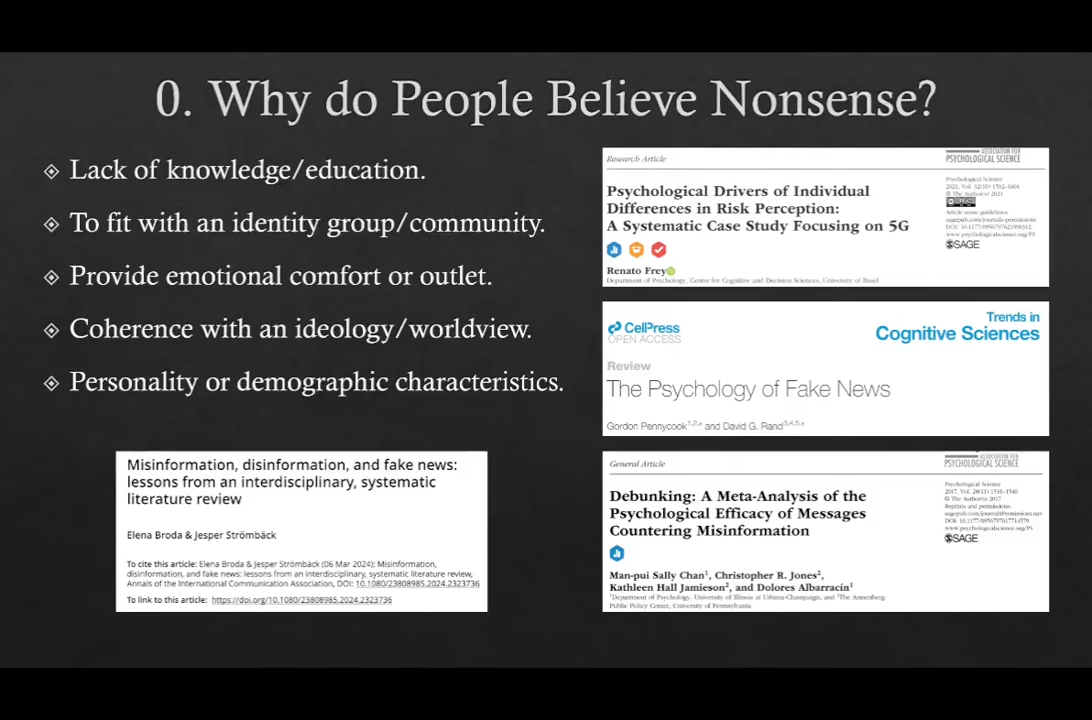 0. Why do People Believe Nonsense?
Lack of knowledge/education.
To fit with an identity group/community.
Provide emotional comfort or outlet.
Coherence with an ideology/worldview.
Personality or demographic characteristics.
Misinformation, disinformation, and fake news:
lessons from an interdisciplinary, systematic
literature review
Elena Broda & Jesper Strömbäck
To cite this article: Elena Broda & Jesper Strömbäck (06 Mar 2024): Misinformation,
disinformation, and fake news: lessons from an interdisciplinary, systematic literature review,
Annals of the International Communication Association, DOI: 10.1080/23808985.2024.2323736
To link to this article: https://doi.org/10.1080/23808985.2024.2323736
Research Article
ASSOCIATION FOR
PSYCHOLOGICAL SCIENCE
Psychological Drivers of Individual
Differences in Risk Perception:
A Systematic Case Study Focusing on 5G
Renato Frey
Department of Psychology, Center for Cognitive and Decision Sciences, University of Basel
Psychological Science
2021, Vol. 32(10) 1592-1604
© The Author(s) 2021
Article reuse guidelines:
sagepub.com/journals-permissions
DOI: 10.1177/0956797621998312
www.psychologicalscience.org/PS
SAGE
CellPress
OPEN ACCESS
Trends in
Cognitive Sciences
Review
The Psychology of Fake News
Gordon Pennycook1,2,* and David G. Rand3,4,5,*
General Article
ASSOCIATION FOR
PSYCHOLOGICAL SCIENCE
Debunking: A Meta-Analysis of the
Psychological Efficacy of Messages
Countering Misinformation
Man-pui Sally Chan1, Christopher R. Jones2,
Kathleen Hall Jamieson2, and Dolores Albarracín1
1Department of Psychology, University of Illinois at Urbana-Champaign, and 2The Annenberg
Public Policy Center, University of Pennsylvania
Psychological Science
2017, Vol. 28(11) 1531–1546
© The Author(s) 2017
Reprints and permissions:
sagepub.com/journalsPermissions.nav
DOI: 10.1177/0956797617714579
www.psychologicalscience.org/PS
SAGE